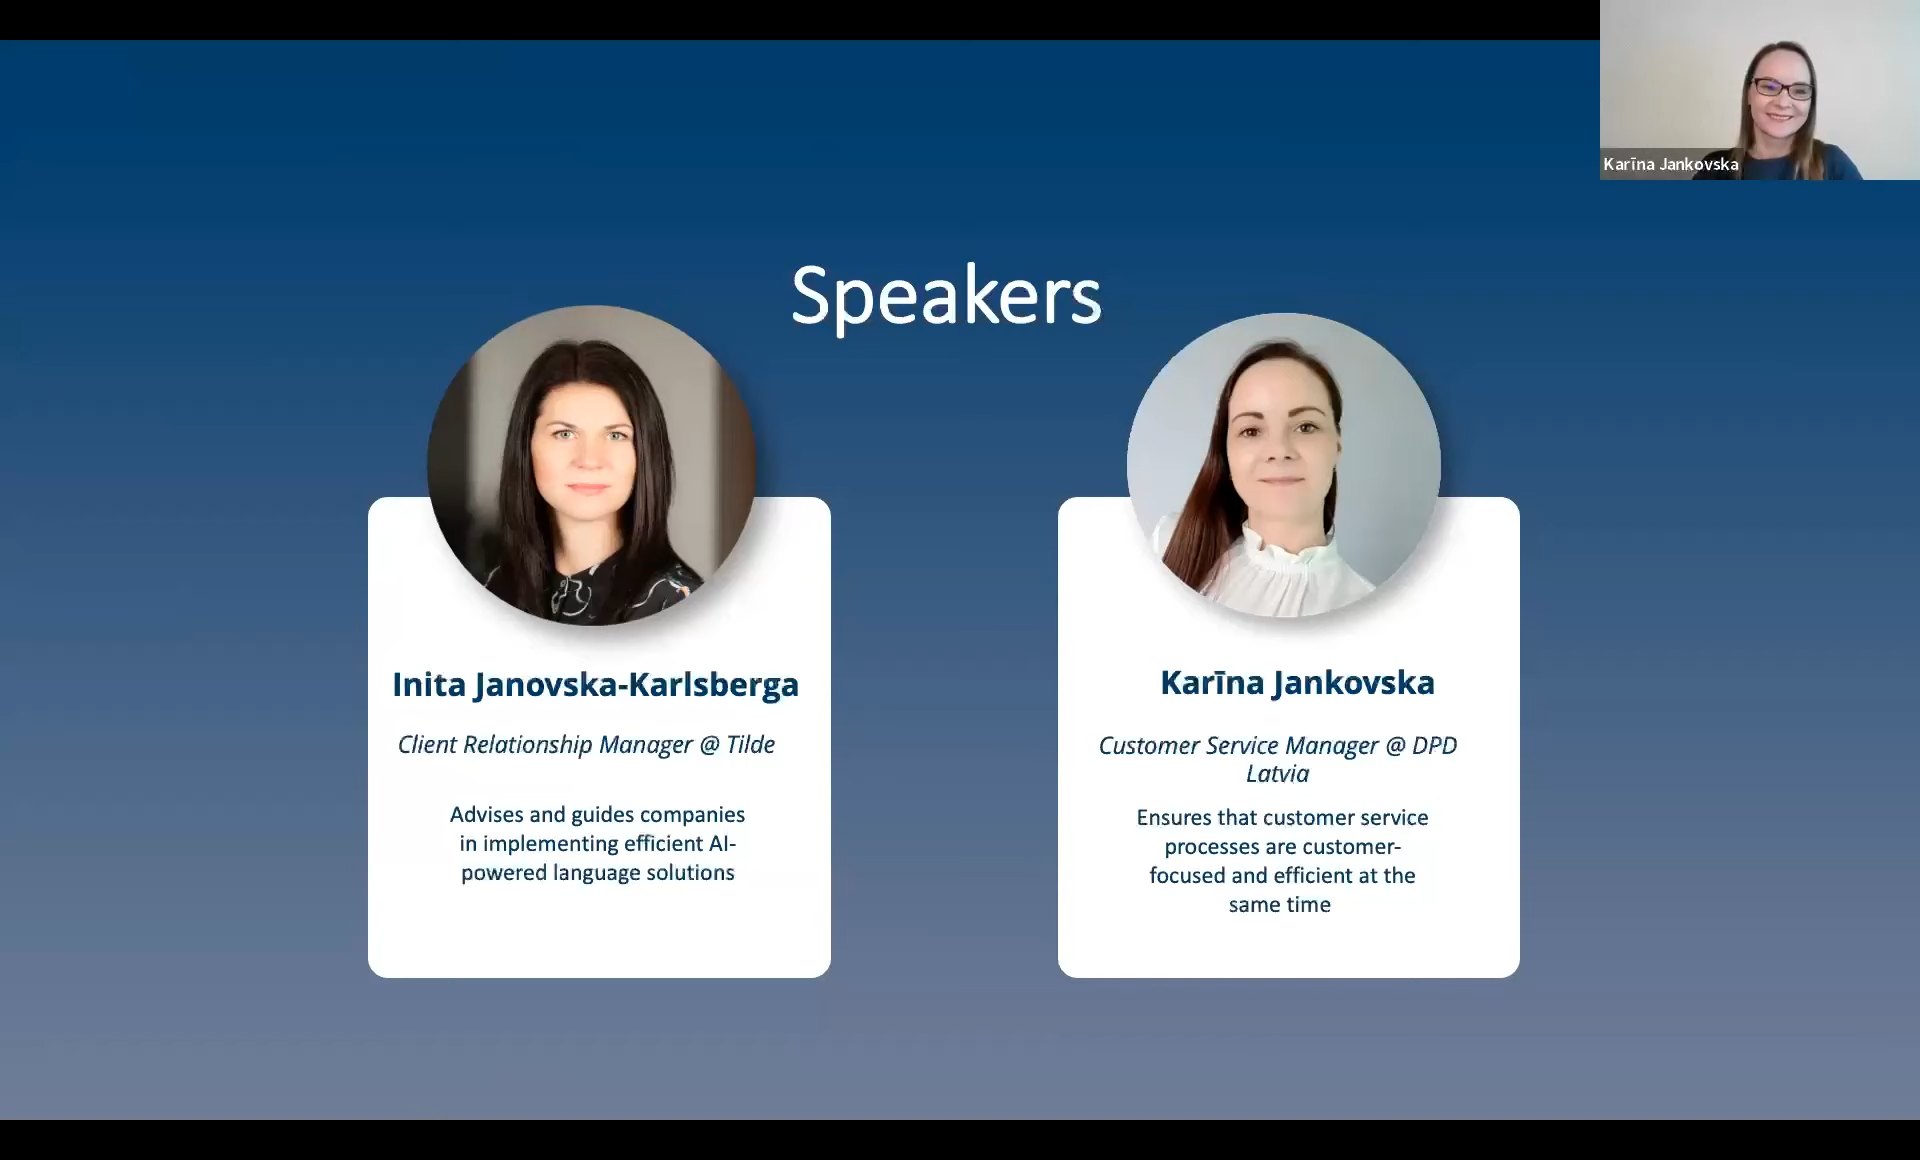 Karīna Jankovska
Speakers
Inita Janovska-Karlsberga
Client Relationship Manager @ Tilde
Advises and guides companies
in implementing efficient AI-
powered language solutions
Karīna Jankovska
Customer Service Manager @ DPD
Latvia
Ensures that customer service
processes are customer-
focused and efficient at the
same time